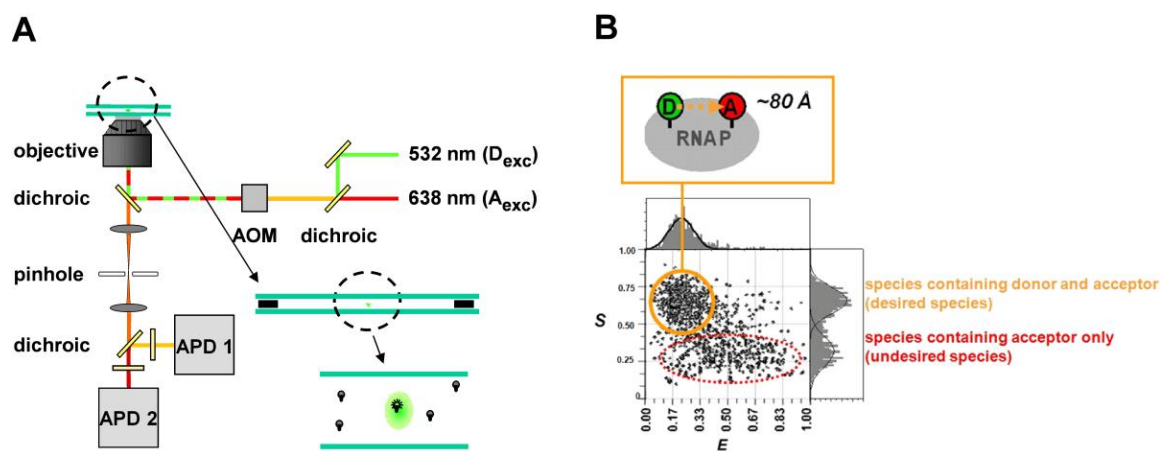 A
objective
dichroic
pinhole
dichroic
APD 1
APD 2
AOM
dichroic
532 nm (Dexc)
638 nm (Aexc)
B
D
A
~80 Å
RNAP
1.00
0.75
S
0.50
0.25
0
0.00
0.17
0.33
0.50
0.67
0.83
1.00
E
species containing donor and acceptor
(desired species)
species containing acceptor only
(undesired species)